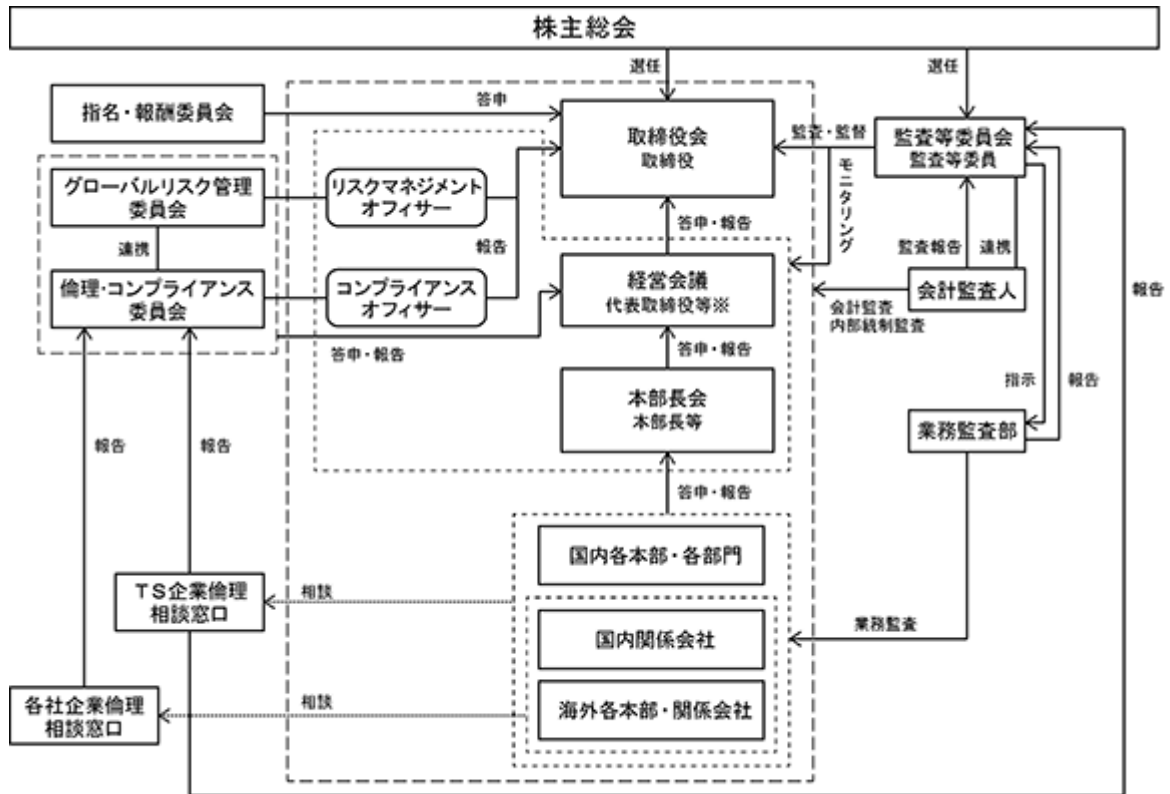 株主総会
選任
選任
指名・報酬委員会
答申
取締役会
取締役
監査・監督
監査等委員会
監査等委員
グローバルリスク管理
委員会
リスクマネジメント
オフィサー
モニタリング
連携
報告
答申・報告
監査報告
連携
倫理・コンプライアンス
委員会
コンプライアンス
オフィサー
経営会議
代表取締役等※
会計監査人
報告
会計監査
内部統制監査
答申・報告
答申・報告
指示
報告
本部長会
本部長等
業務監査部
報告
報告
答申・報告
国内各本部・各部門
TS企業倫理
相談窓口
相談
国内関係会社
業務監査
各社企業倫理
相談窓口
相談
海外各本部・関係会社